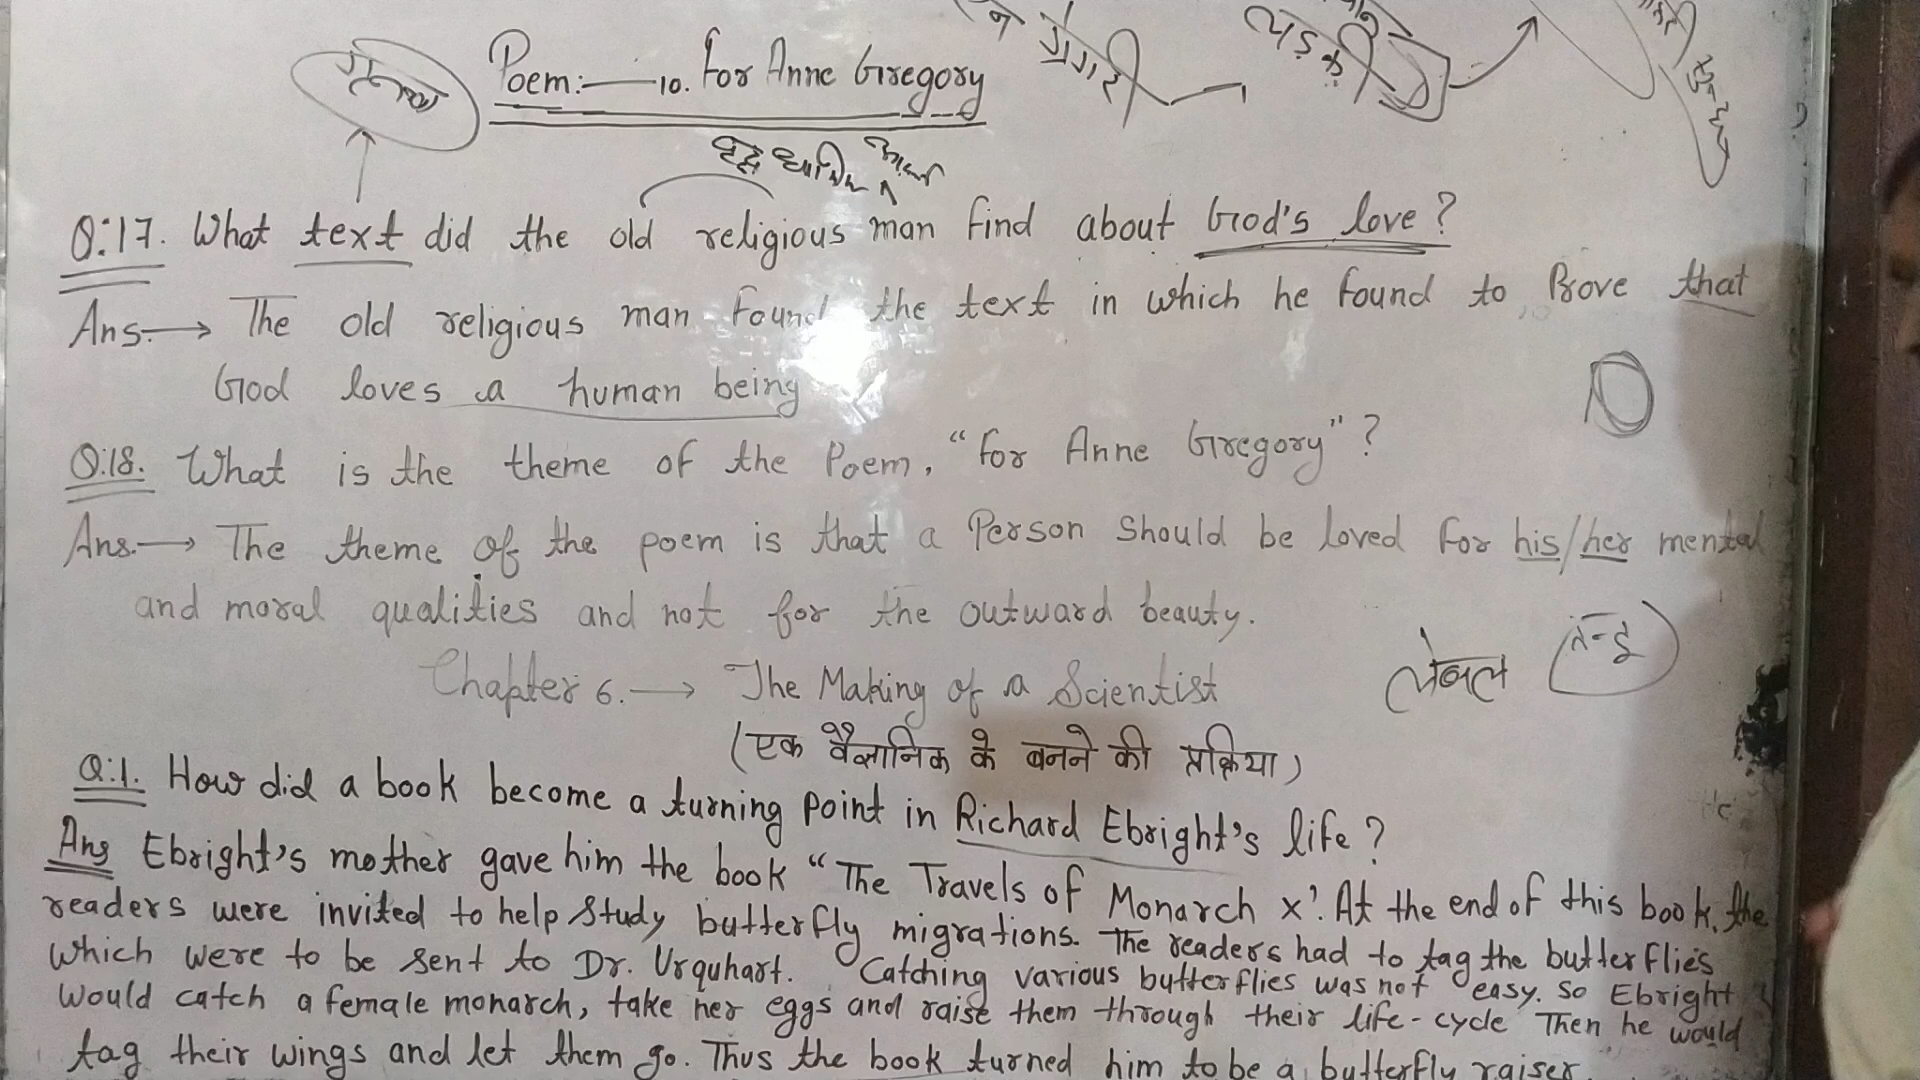 Poem:— 10. For Anne Gregory
Q:17. What text did the old religious man find about God's love?
Ans.→ The old religious man found the text in which he found to Prove that
God loves a human being
Q.18. What is the theme of the Poem, "for Anne Gregory"?
Ans.→ The theme of the poem is that a Person should be loved for his/her mental
and moral qualities and not for the outward beauty.
Chapter 6.→ The Making of a Scientist
लेबल
(एक वैज्ञानिक के बनने की प्रक्रिया)
Q:1. How did a book become a turning point in Richard Ebright's life?
Ans Ebright's mother gave him the book "The Travels of Monarch x'. At the end of this book, the
readers were invited to help study butterfly migrations. The readers had to tag the butterflies
which were to be sent to Dr. Urquhart. Catching various butterflies was not easy. So Ebright
would catch a female monarch, take her eggs and raise them through their life-cycle Then he would
tag their wings and let them go. Thus the book turned him to be a butterfly raiser.